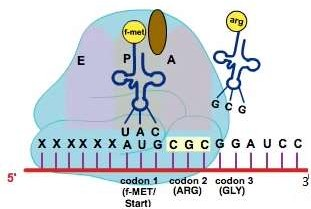 f-met
arg
E P A
G C G
U A C
X X X X X X A U G C G C G G A U C C
5' 3'
codon 1 codon 2 codon 3
(f-MET/ (ARG) (GLY)
Start)